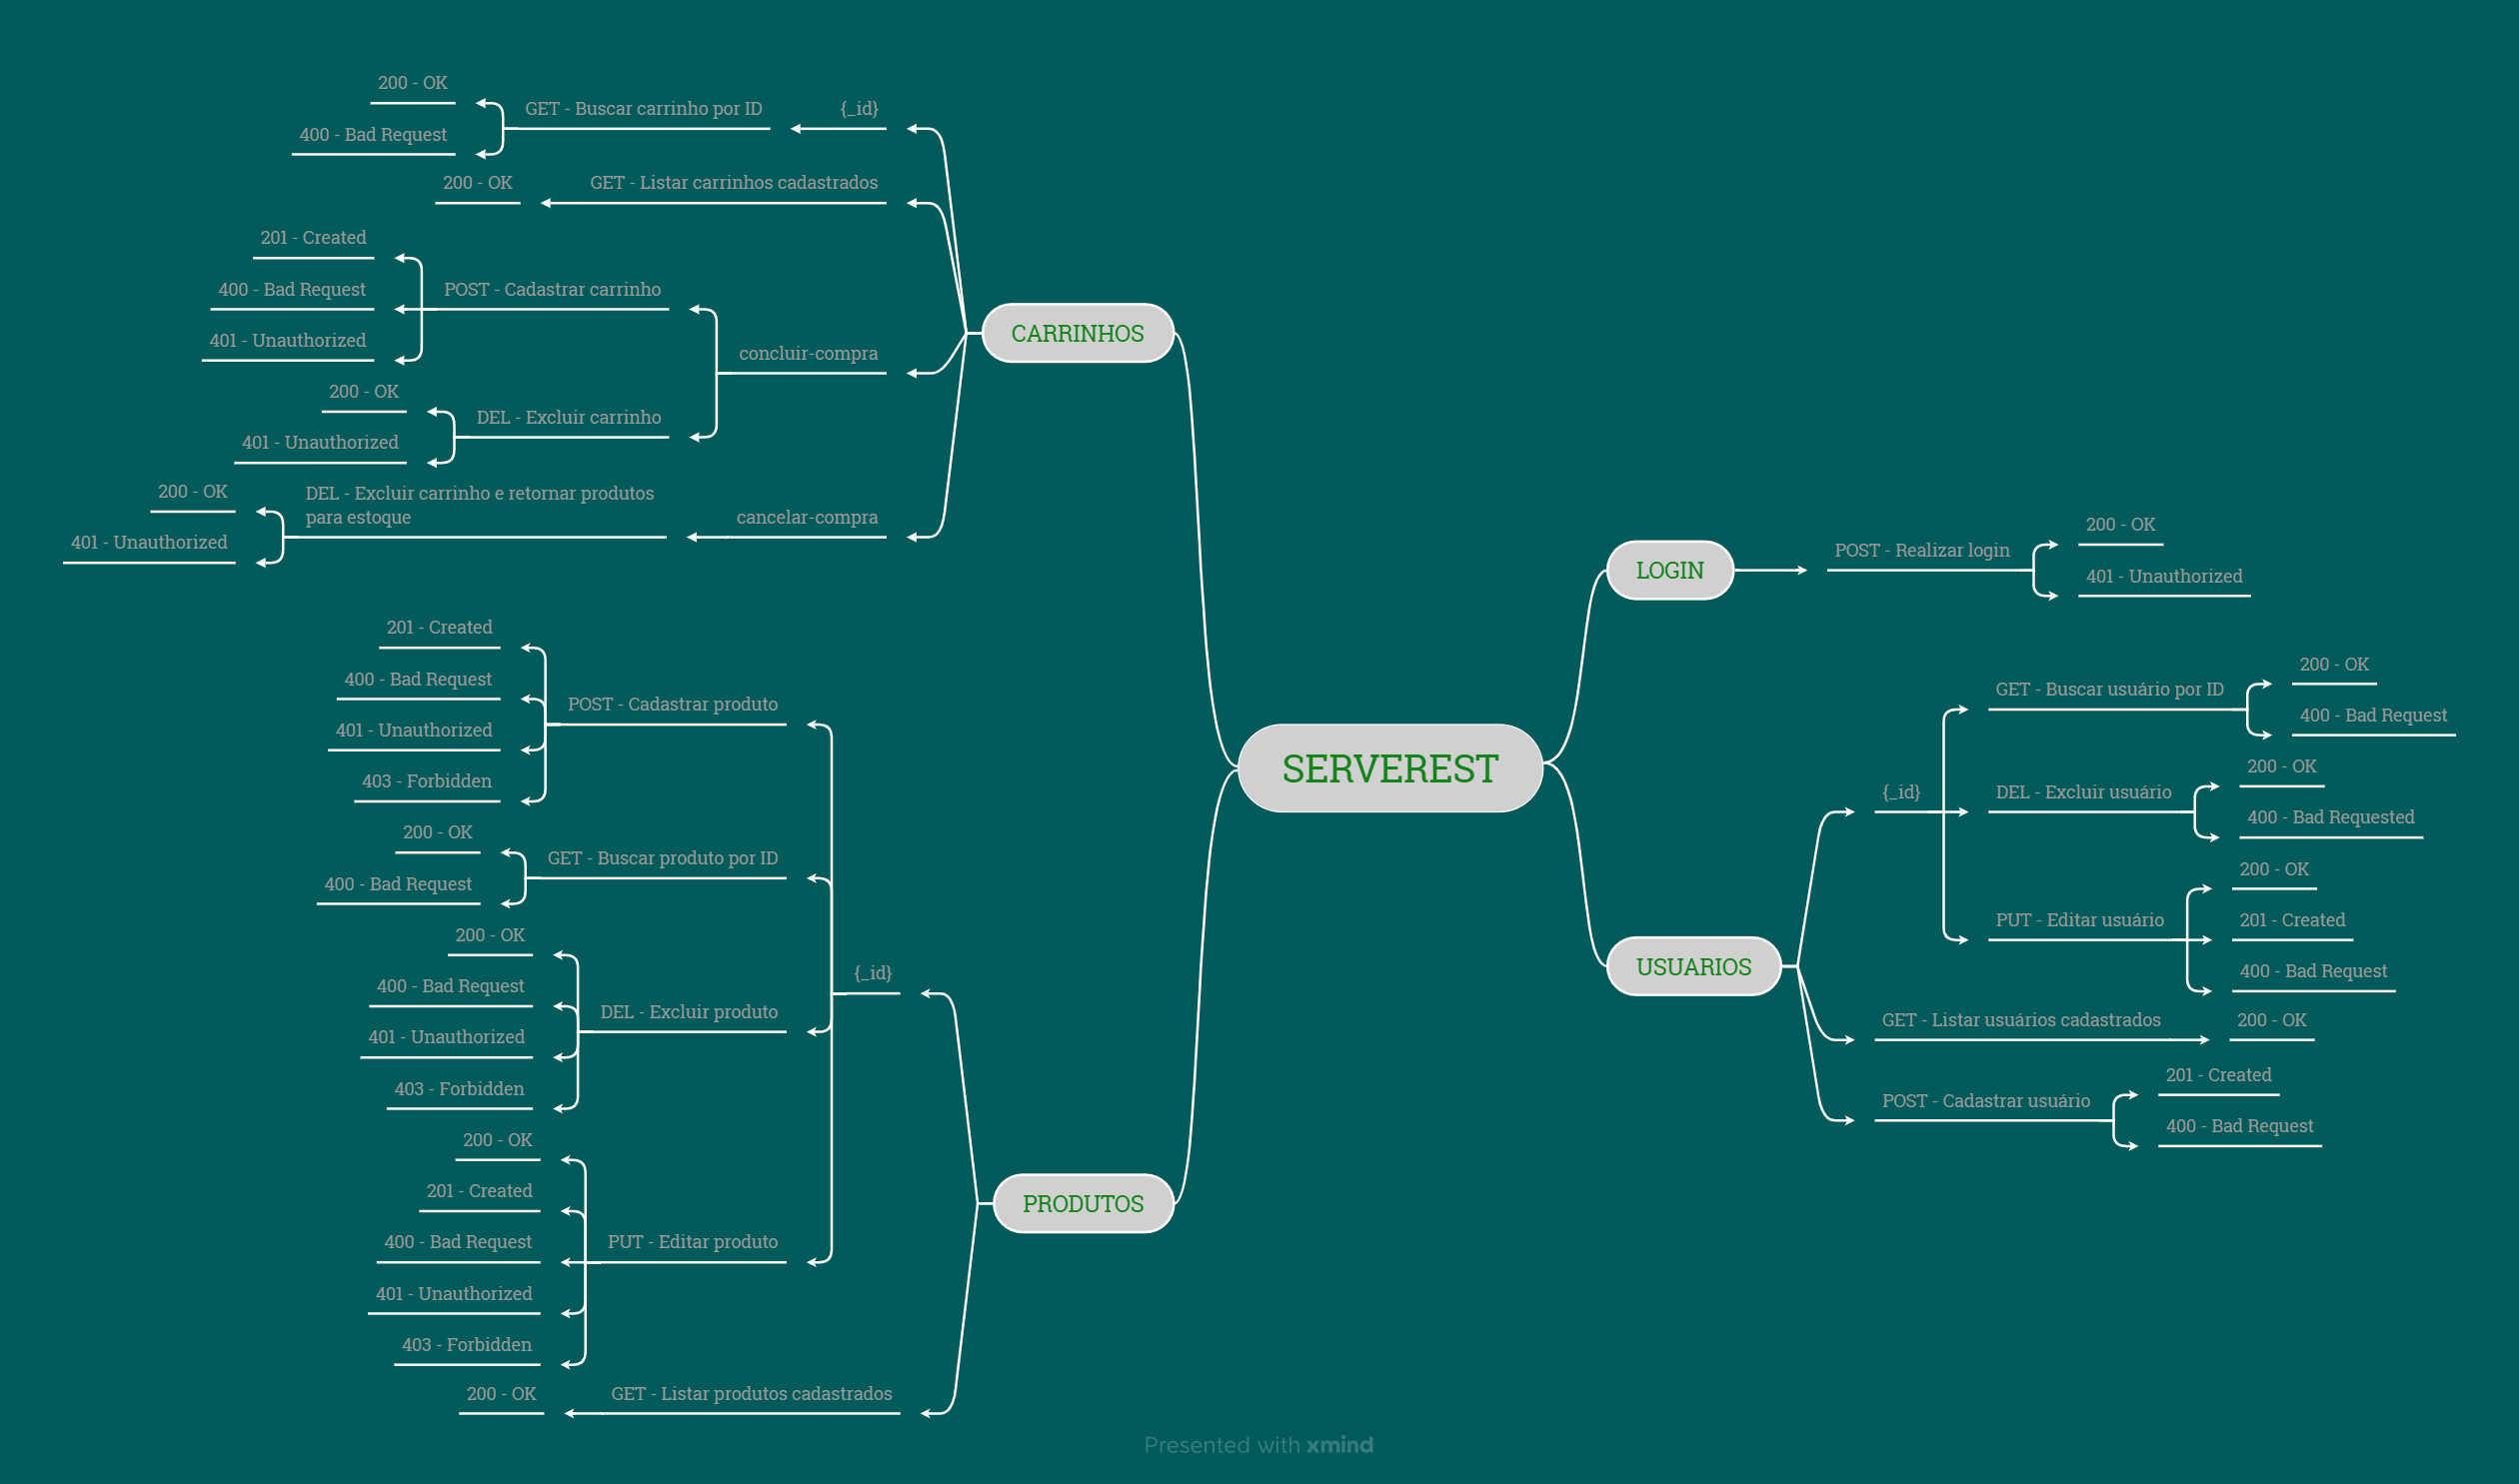 SERVEREST
CARRINHOS
{_id}
GET - Buscar carrinho por ID
200 - OK
400 - Bad Request
GET - Listar carrinhos cadastrados
200 - OK
concluir-compra
POST - Cadastrar carrinho
201 - Created
400 - Bad Request
401 - Unauthorized
DEL - Excluir carrinho
200 - OK
401 - Unauthorized
cancelar-compra
DEL - Excluir carrinho e retornar produtos
para estoque
200 - OK
401 - Unauthorized
PRODUTOS
{_id}
POST - Cadastrar produto
201 - Created
400 - Bad Request
401 - Unauthorized
403 - Forbidden
GET - Buscar produto por ID
200 - OK
400 - Bad Request
DEL - Excluir produto
200 - OK
400 - Bad Request
401 - Unauthorized
403 - Forbidden
PUT - Editar produto
200 - OK
201 - Created
400 - Bad Request
401 - Unauthorized
403 - Forbidden
GET - Listar produtos cadastrados
200 - OK
LOGIN
POST - Realizar login
200 - OK
401 - Unauthorized
USUARIOS
{_id}
GET - Buscar usuário por ID
200 - OK
400 - Bad Request
DEL - Excluir usuário
200 - OK
400 - Bad Requested
PUT - Editar usuário
200 - OK
201 - Created
400 - Bad Request
GET - Listar usuários cadastrados
200 - OK
POST - Cadastrar usuário
201 - Created
400 - Bad Request
Presented with xmind